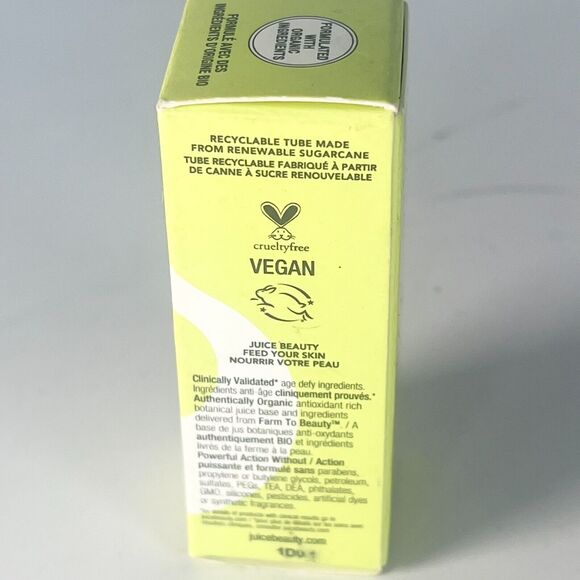 FORMULÉ AVEC DES
INGRÉDIENTS D'ORIGINE BIO
FORMULATED
WITH
ORGANIC
INGREDIENTS
RECYCLABLE TUBE MADE
FROM RENEWABLE SUGARCANE
TUBE RECYCLABLE FABRIQUÉ À PARTIR
DE CANNE À SUCRE RENOUVELABLE
crueltyfree
VEGAN
JUICE BEAUTY
FEED YOUR SKIN
NOURRIR VOTRE PEAU
Clinically Validated* age defy ingredients.
Ingrédients anti-âge cliniquement prouvés.*
Authentically Organic antioxidant rich
botanical juice base and ingredients
delivered from Farm To Beauty™. / A
base de jus botaniques anti-oxydants
authentiquement BIO et ingrédients
livrés de la ferme à la peau.
Powerful Action Without / Action
puissante et formulé sans parabens,
propylene or butylene glycols, petroleum,
sulfates, PEGs, TEA, DEA, phthalates,
GMO, silicones, pesticides, artificial dyes
or synthetic fragrances.
juicebeauty.com